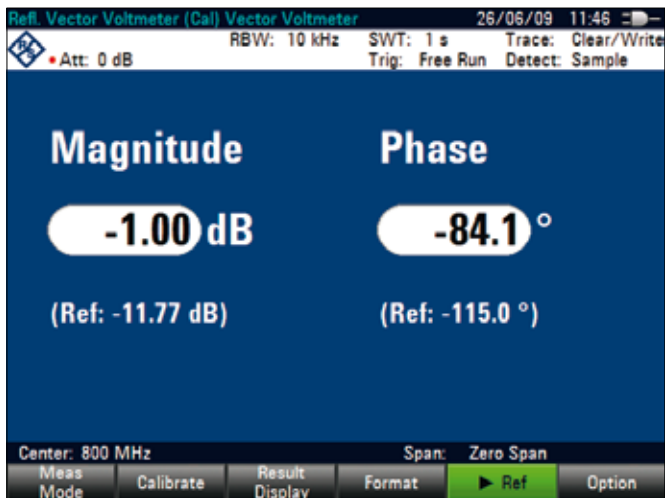 Refl. Vector Voltmeter (Cal) Vector Voltmeter 26/06/09 11:46
RBW: 10 kHz SWT: 1 s Trace: Clear/Write
• Att: 0 dB Trig: Free Run Detect: Sample
Magnitude Phase
-1.00 dB -84.1 °
(Ref: -11.77 dB) (Ref: -115.0 °)
Center: 800 MHz Span: Zero Span
Meas Mode Calibrate Result Display Format ► Ref Option